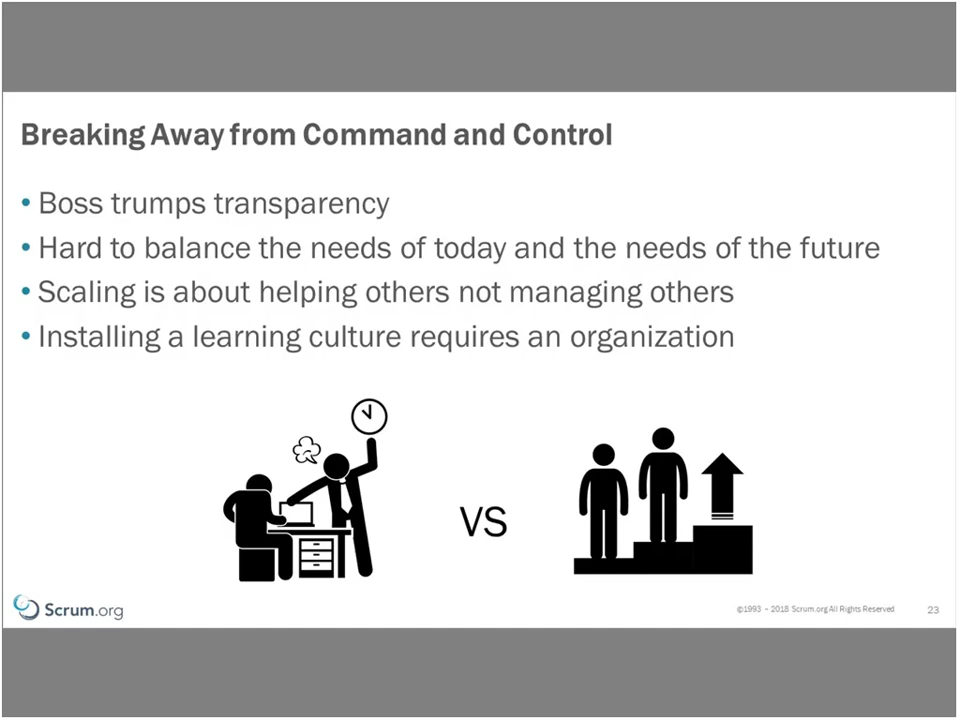 Breaking Away from Command and Control
• Boss trumps transparency
• Hard to balance the needs of today and the needs of the future
• Scaling is about helping others not managing others
• Installing a learning culture requires an organization
VS
Scrum.org
©1993 – 2018 Scrum.org All Rights Reserved
23